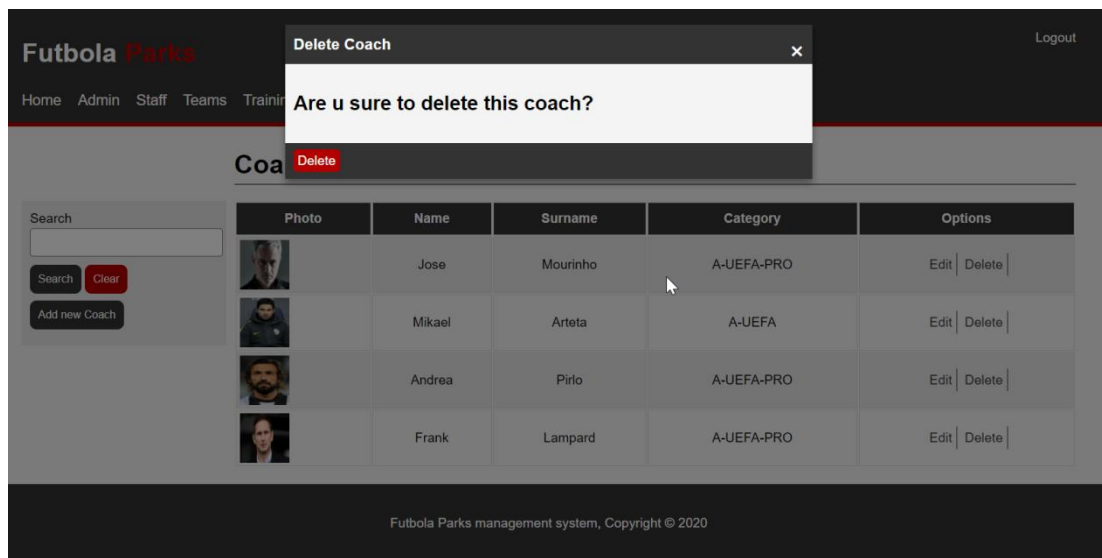 Futbola Parks
Logout
Home Admin Staff Teams
Delete Coach ×
Are u sure to delete this coach?
Delete
Search
Search Clear
Add new Coach
Photo Name Surname Category Options
Jose Mourinho A-UEFA-PRO Edit Delete
Mikael Arteta A-UEFA Edit Delete
Andrea Pirlo A-UEFA-PRO Edit Delete
Frank Lampard A-UEFA-PRO Edit Delete
Futbola Parks management system, Copyright © 2020